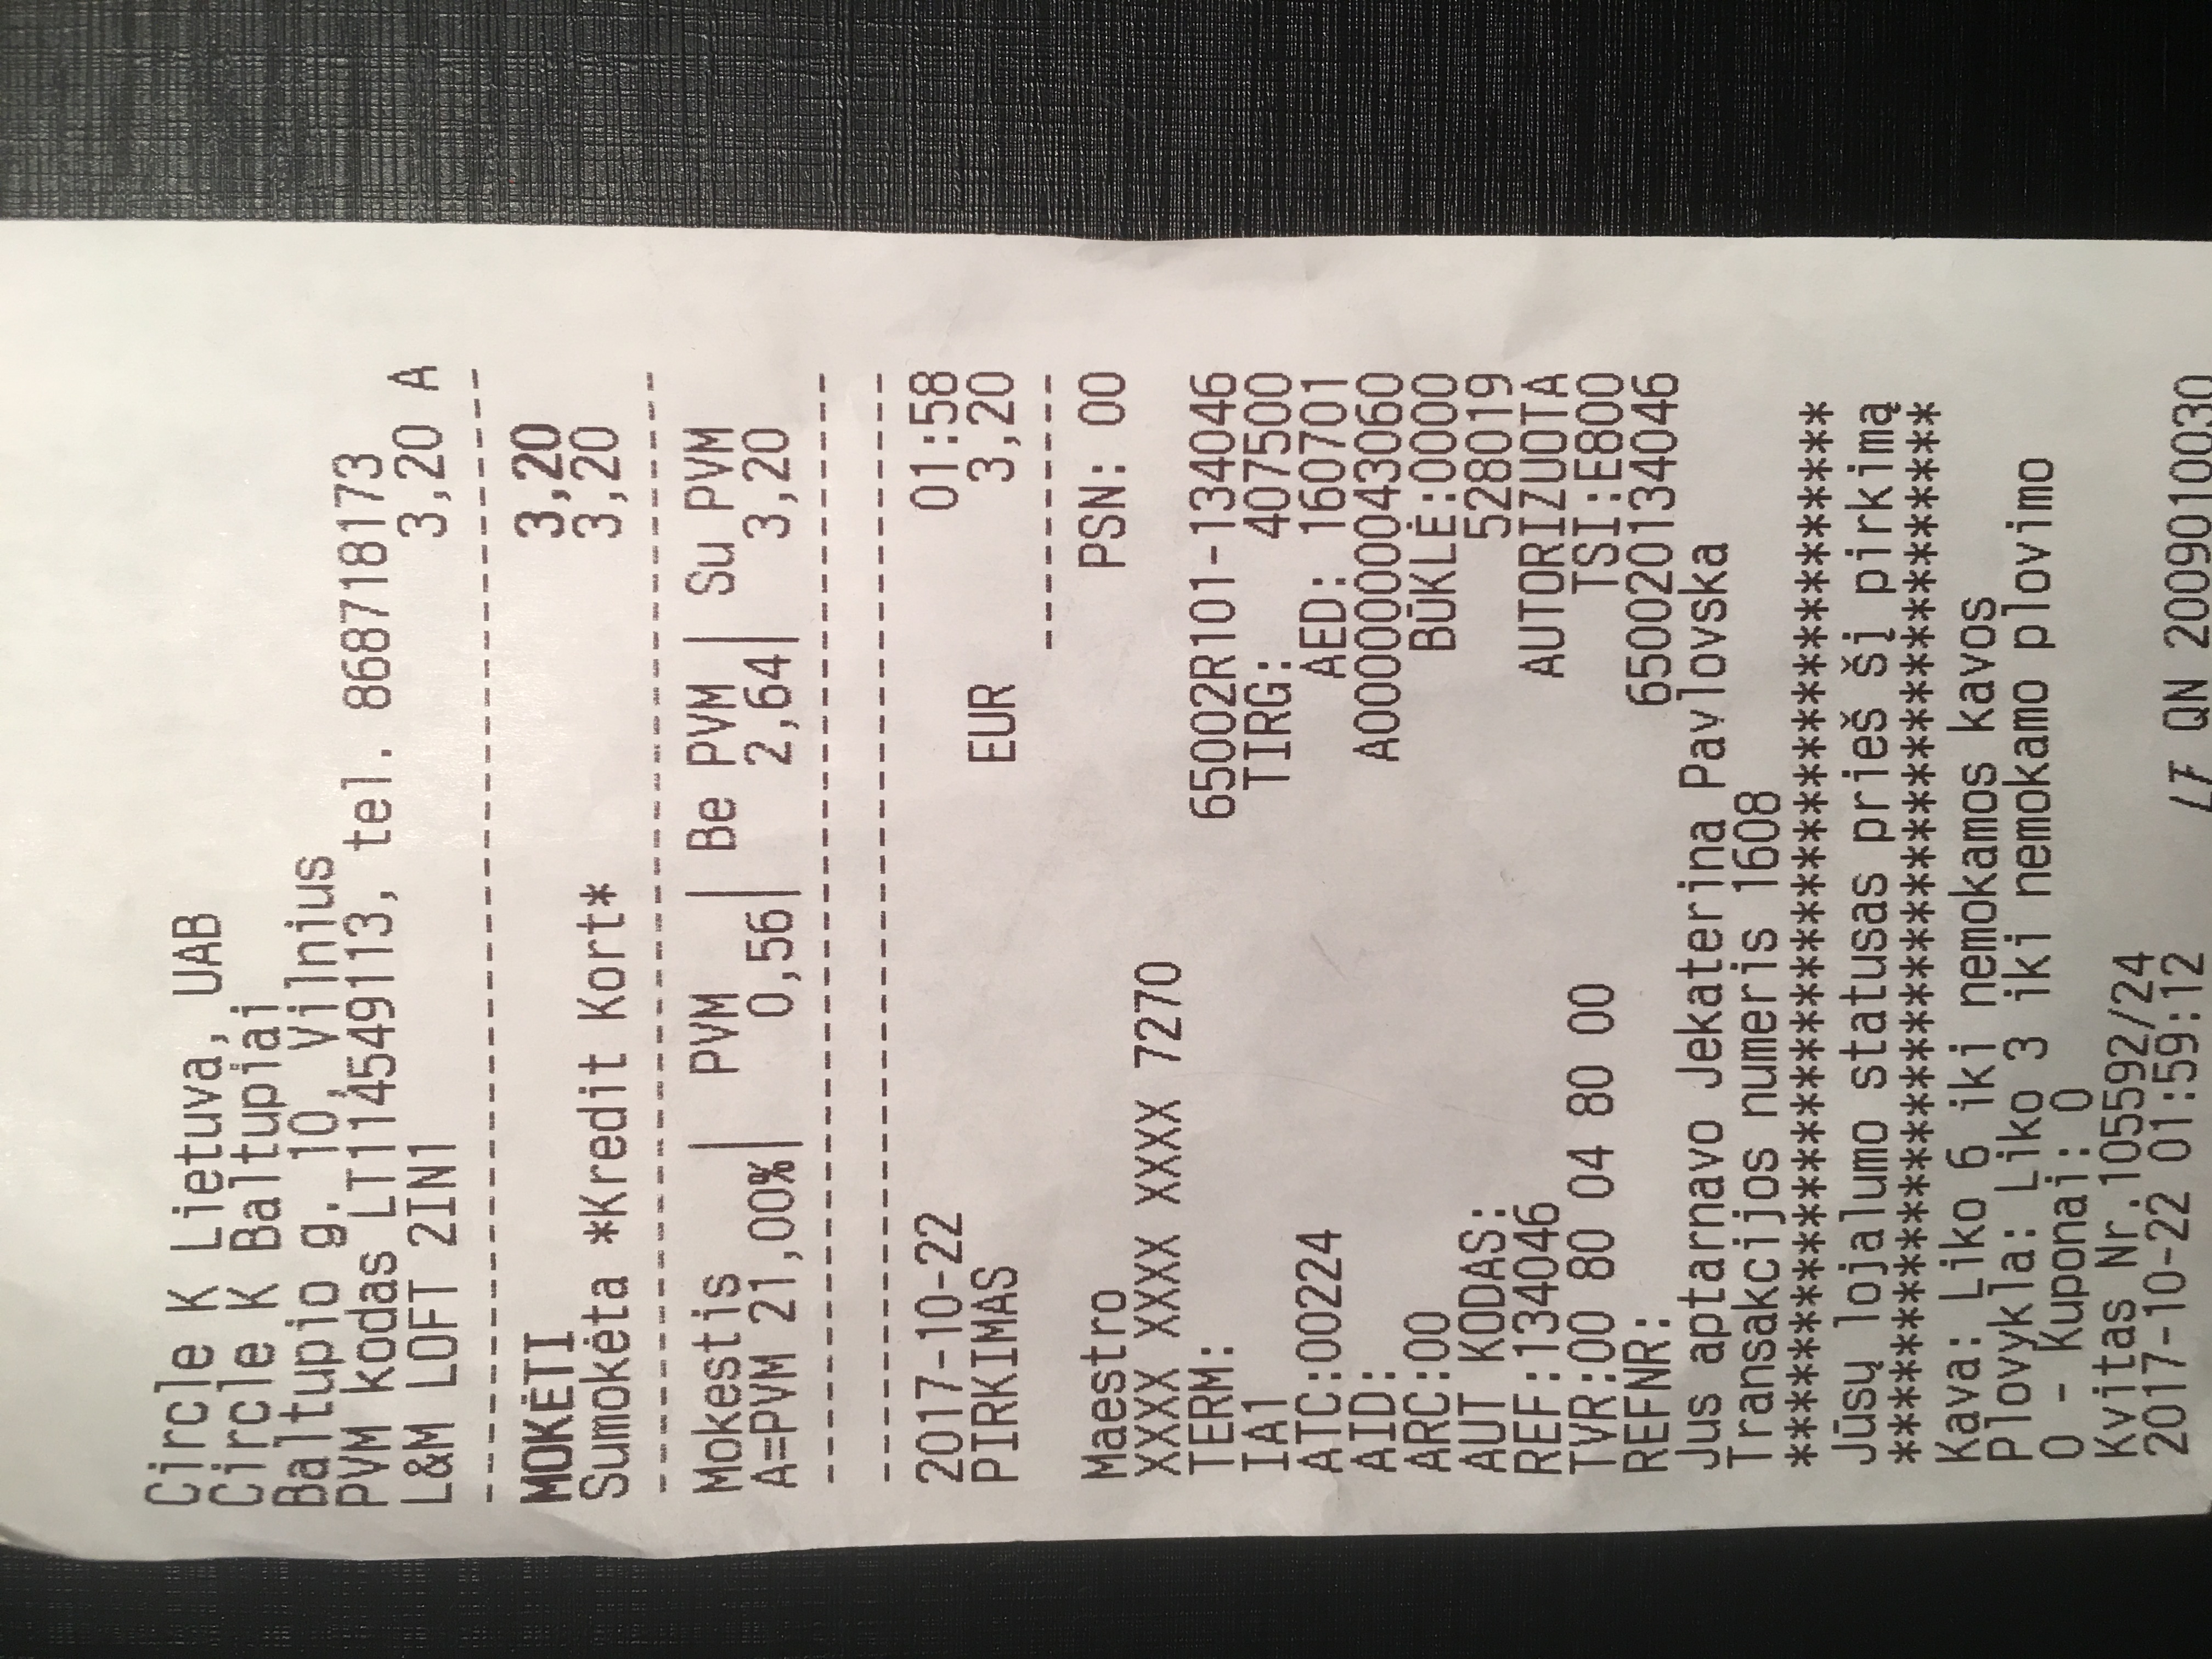 Circle K Lietuva, UAB
Circle K Baltupiai
Baltupio g. 10, Vilnius
PVM kodas LT114549113, tel. 868718173
L&M LOFT 2IN1 3,20 A
----------------------------------------
MOKĖTI 3,20
Sumokėta *Kredit Kort* 3,20
----------------------------------------
Mokestis | PVM | Be PVM | Su PVM
A=PVM 21,00% | 0,56 | 2,64 | 3,20
----------------------------------------
----------------------------------------
2017-10-22 01:58
PIRKIMAS EUR 3,20
----------
Maestro PSN: 00
XXXX XXXX XXXX 7270
TERM: 65002R101-134046
IA1 TIRG: 407500
ATC:00224 AED: 160701
AID: A0000000043060
ARC:00 BŪKLĖ:0000
AUT KODAS: 528019
REF:134046 AUTORIZUOTA
TVR:00 80 04 80 00 TSI:E800
REFNR: 650020134046
Jus aptarnavo Jekaterina Pavlovska
Transakcijos numeris 1608
****************************************
Jūsų lojalumo statusas prieš šį pirkimą
****************************************
Kava: Liko 6 iki nemokamos kavos
Plovykla: Liko 3 iki nemokamo plovimo
0 - Kuponai: 0
Kvitas Nr.105592/24
2017-10-22 01:59:12 LF QN 2009010030